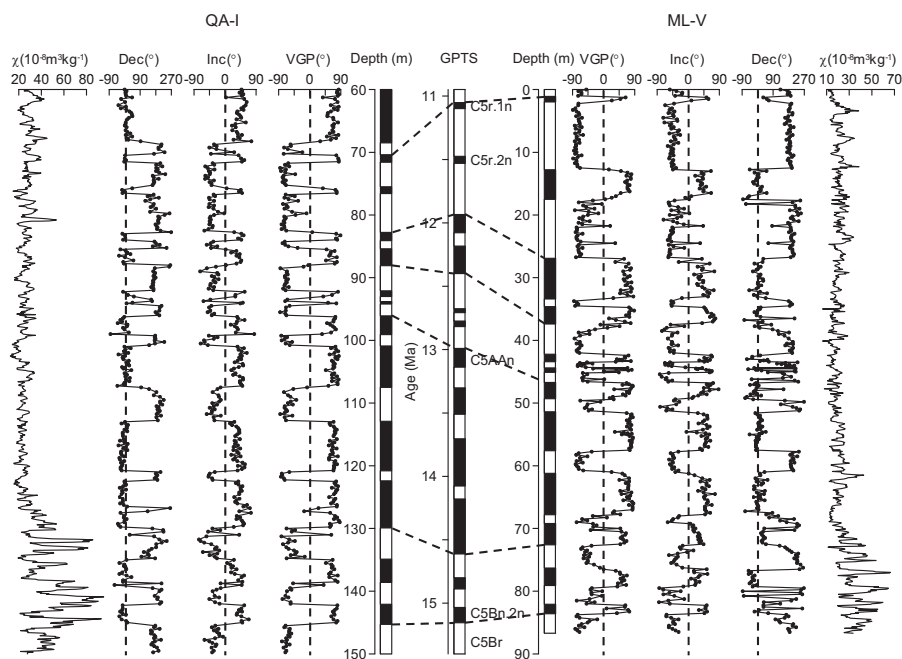 QA-I ML-V
χ(10⁻⁸m³kg⁻¹) Dec(°) Inc(°) VGP(°) Depth (m) GPTS Depth (m) VGP(°) Inc(°) Dec(°) χ(10⁻⁸m³kg⁻¹)
20 40 60 80 -90 90 270 -90 0 90 -90 0 90 -90 0 90 -90 0 90 -90 90 270 10 30 50 70
60 11 0
C5r.1n
70 C5r.2n 10
80 12 20
90 30
100 13 40
C5AAn
Age (Ma)
110 50
120 14 60
130 70
140 15 80
C5Bn.2n
C5Br
150 90